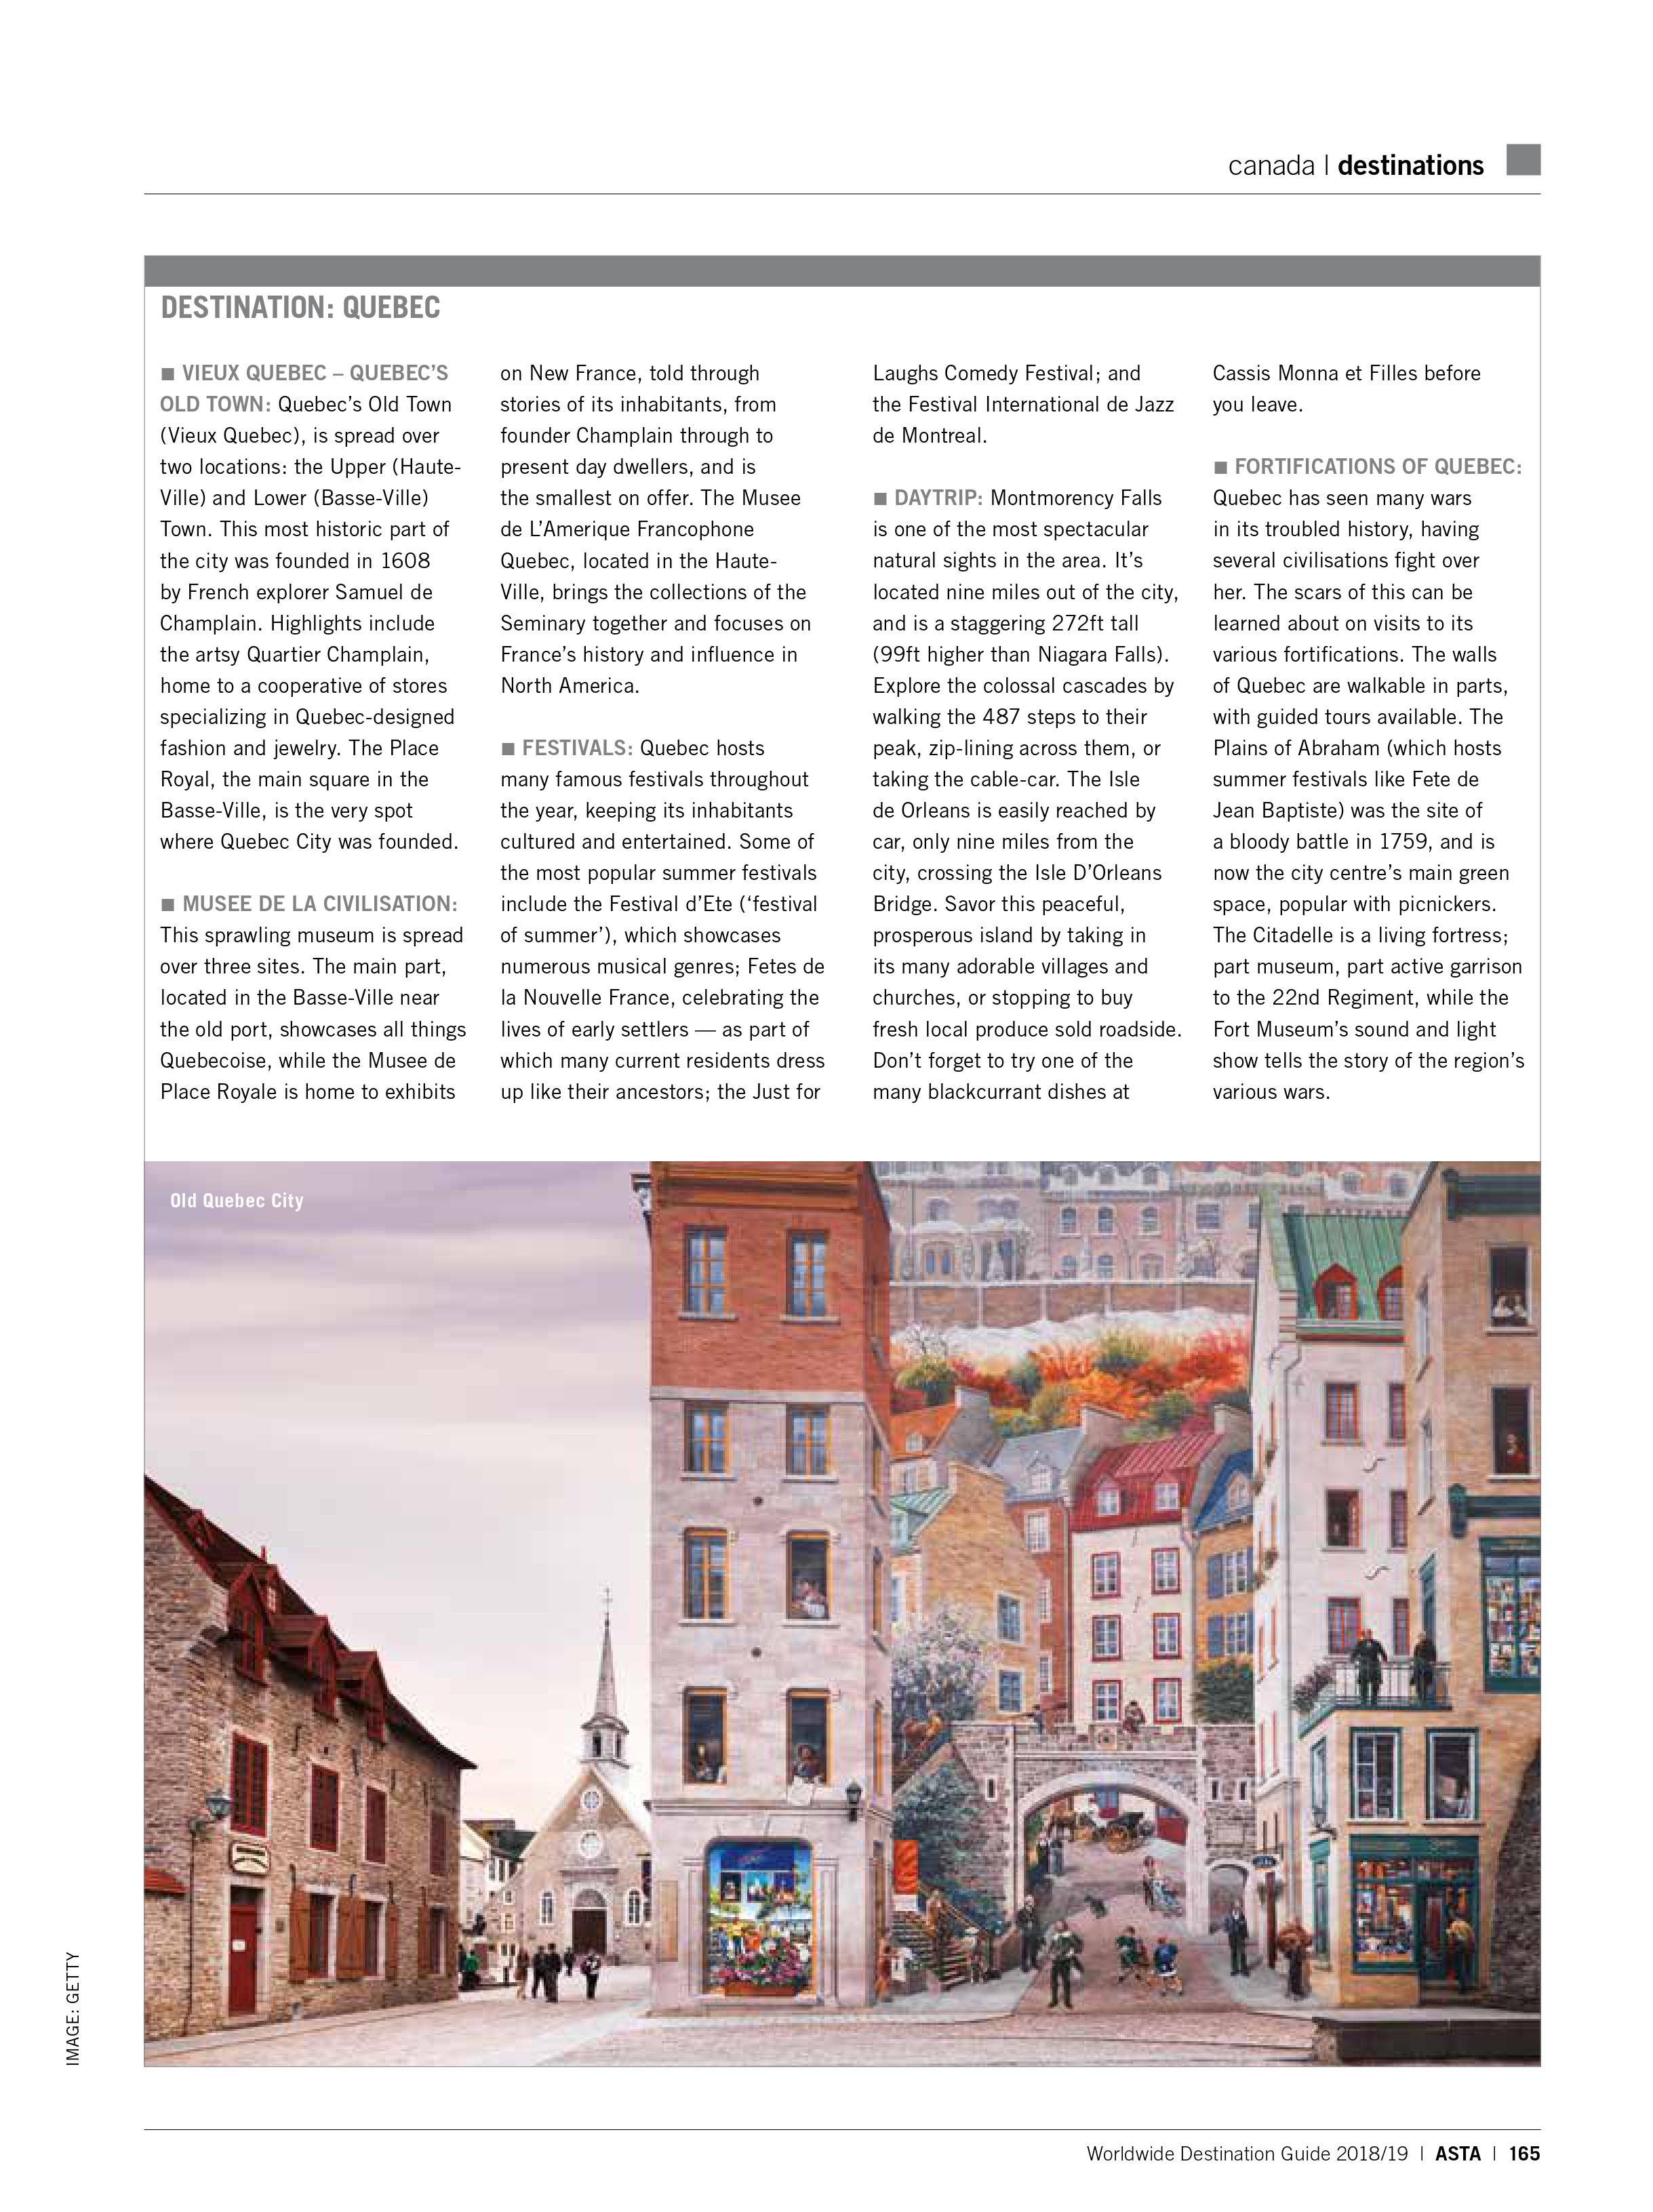 canada | destinations
DESTINATION: QUEBEC
■ VIEUX QUEBEC – QUEBEC’S
OLD TOWN: Quebec’s Old Town
(Vieux Quebec), is spread over
two locations: the Upper (Haute-
Ville) and Lower (Basse-Ville)
Town. This most historic part of
the city was founded in 1608
by French explorer Samuel de
Champlain. Highlights include
the artsy Quartier Champlain,
home to a cooperative of stores
specializing in Quebec-designed
fashion and jewelry. The Place
Royal, the main square in the
Basse-Ville, is the very spot
where Quebec City was founded.
■ MUSEE DE LA CIVILISATION:
This sprawling museum is spread
over three sites. The main part,
located in the Basse-Ville near
the old port, showcases all things
Quebecoise, while the Musee de
Place Royale is home to exhibits
on New France, told through
stories of its inhabitants, from
founder Champlain through to
present day dwellers, and is
the smallest on offer. The Musee
de L’Amerique Francophone
Quebec, located in the Haute-
Ville, brings the collections of the
Seminary together and focuses on
France’s history and influence in
North America.
■ FESTIVALS: Quebec hosts
many famous festivals throughout
the year, keeping its inhabitants
cultured and entertained. Some of
the most popular summer festivals
include the Festival d’Ete (‘festival
of summer’), which showcases
numerous musical genres; Fetes de
la Nouvelle France, celebrating the
lives of early settlers — as part of
which many current residents dress
up like their ancestors; the Just for
Laughs Comedy Festival; and
the Festival International de Jazz
de Montreal.
■ DAYTRIP: Montmorency Falls
is one of the most spectacular
natural sights in the area. It’s
located nine miles out of the city,
and is a staggering 272ft tall
(99ft higher than Niagara Falls).
Explore the colossal cascades by
walking the 487 steps to their
peak, zip-lining across them, or
taking the cable-car. The Isle
de Orleans is easily reached by
car, only nine miles from the
city, crossing the Isle D’Orleans
Bridge. Savor this peaceful,
prosperous island by taking in
its many adorable villages and
churches, or stopping to buy
fresh local produce sold roadside.
Don’t forget to try one of the
many blackcurrant dishes at
Cassis Monna et Filles before
you leave.
■ FORTIFICATIONS OF QUEBEC:
Quebec has seen many wars
in its troubled history, having
several civilisations fight over
her. The scars of this can be
learned about on visits to its
various fortifications. The walls
of Quebec are walkable in parts,
with guided tours available. The
Plains of Abraham (which hosts
summer festivals like Fete de
Jean Baptiste) was the site of
a bloody battle in 1759, and is
now the city centre’s main green
space, popular with picnickers.
The Citadelle is a living fortress;
part museum, part active garrison
to the 22nd Regiment, while the
Fort Museum’s sound and light
show tells the story of the region’s
various wars.
Old Quebec City
IMAGE: GETTY
Worldwide Destination Guide 2018/19 | ASTA | 165